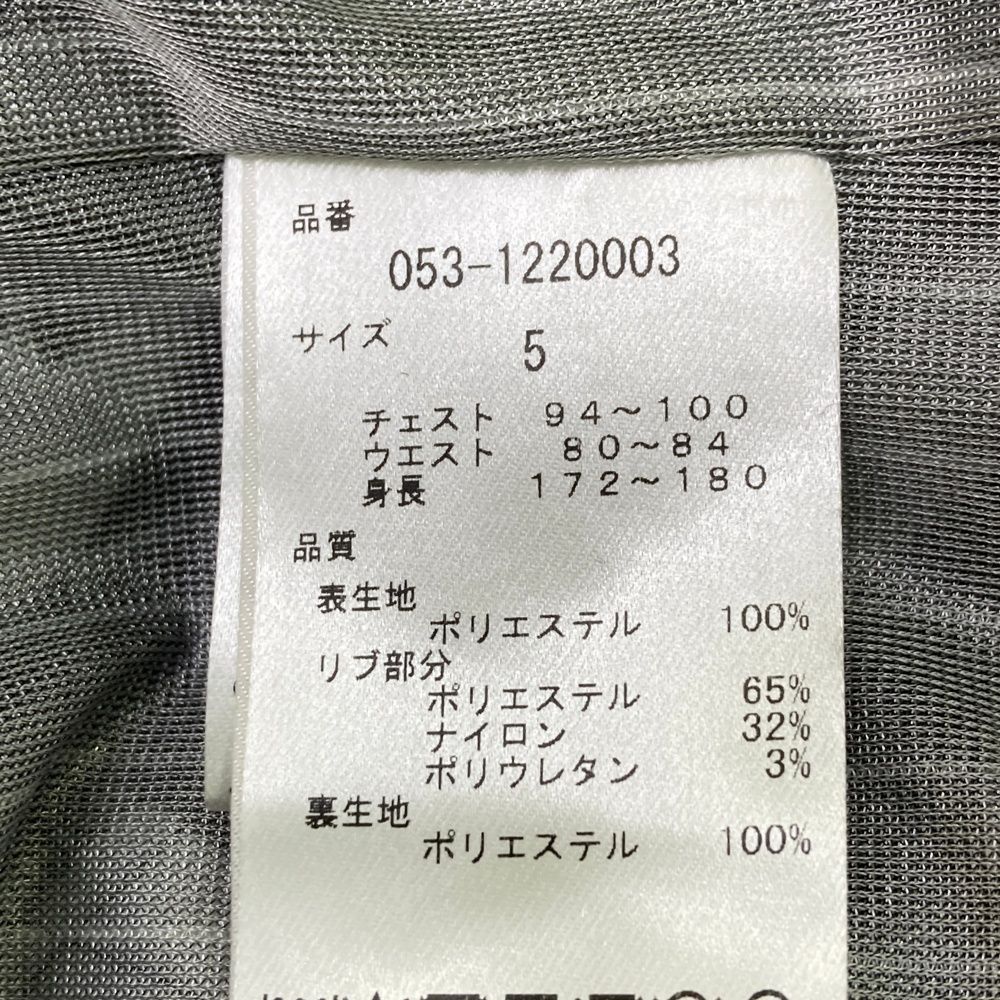 品番
053-1220003
サイズ 5
チェスト 94～100
ウエスト 80～84
身長 172～180
品質
表生地
ポリエステル 100%
リブ部分
ポリエステル 65%
ナイロン 32%
ポリウレタン 3%
裏生地
ポリエステル 100%